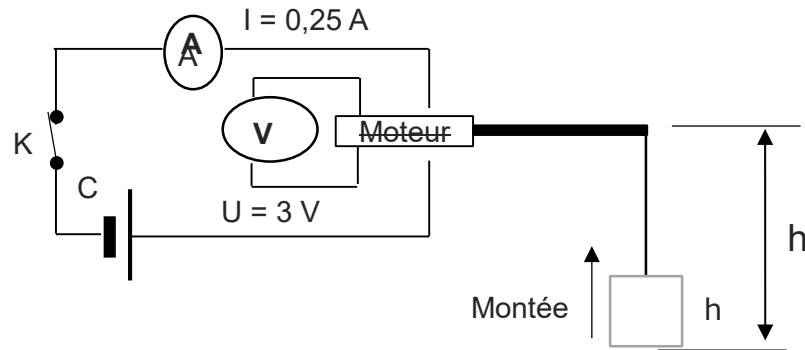 I = 0,25 A
A
A
K
V
Moteur
C
U = 3 V
h
Montée
h